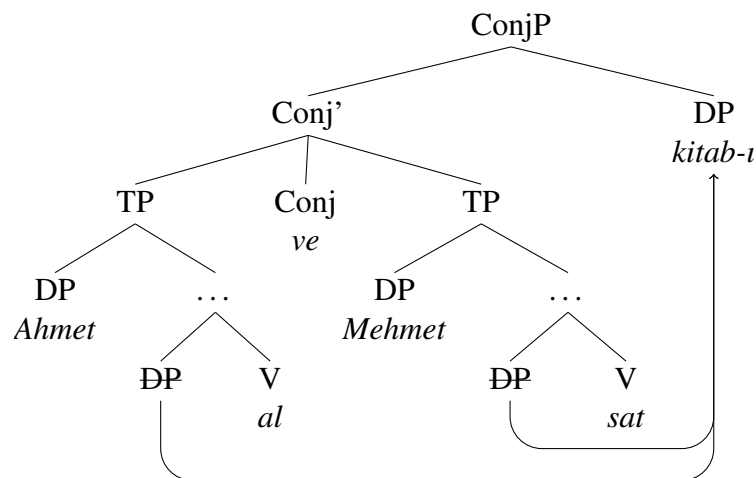 ConjP
Conj’ DP
kitab-ı
TP Conj TP
ve
DP . . . DP . . .
Ahmet Mehmet
DP V DP V
al sat